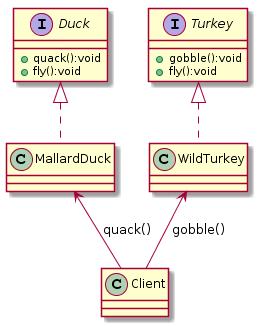 I Duck
quack():void
fly():void
I Turkey
gobble():void
fly():void
C MallardDuck
C WildTurkey
quack()
gobble()
C Client